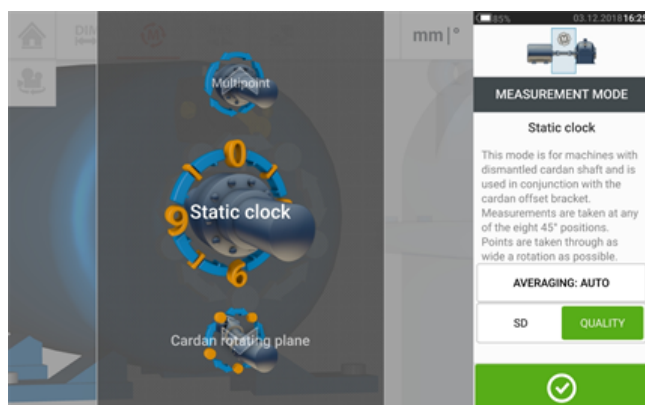 DIM
M
mm|°
Multipoint
0
9
Static clock
6
Cardan rotating plane
85%
03.12.2018 16:25
M
MEASUREMENT MODE
Static clock
This mode is for machines with
dismantled cardan shaft and is
used in conjunction with the
cardan offset bracket.
Measurements are taken at any
of the eight 45° positions.
Points are taken through as
wide a rotation as possible.
AVERAGING: AUTO
SD
QUALITY